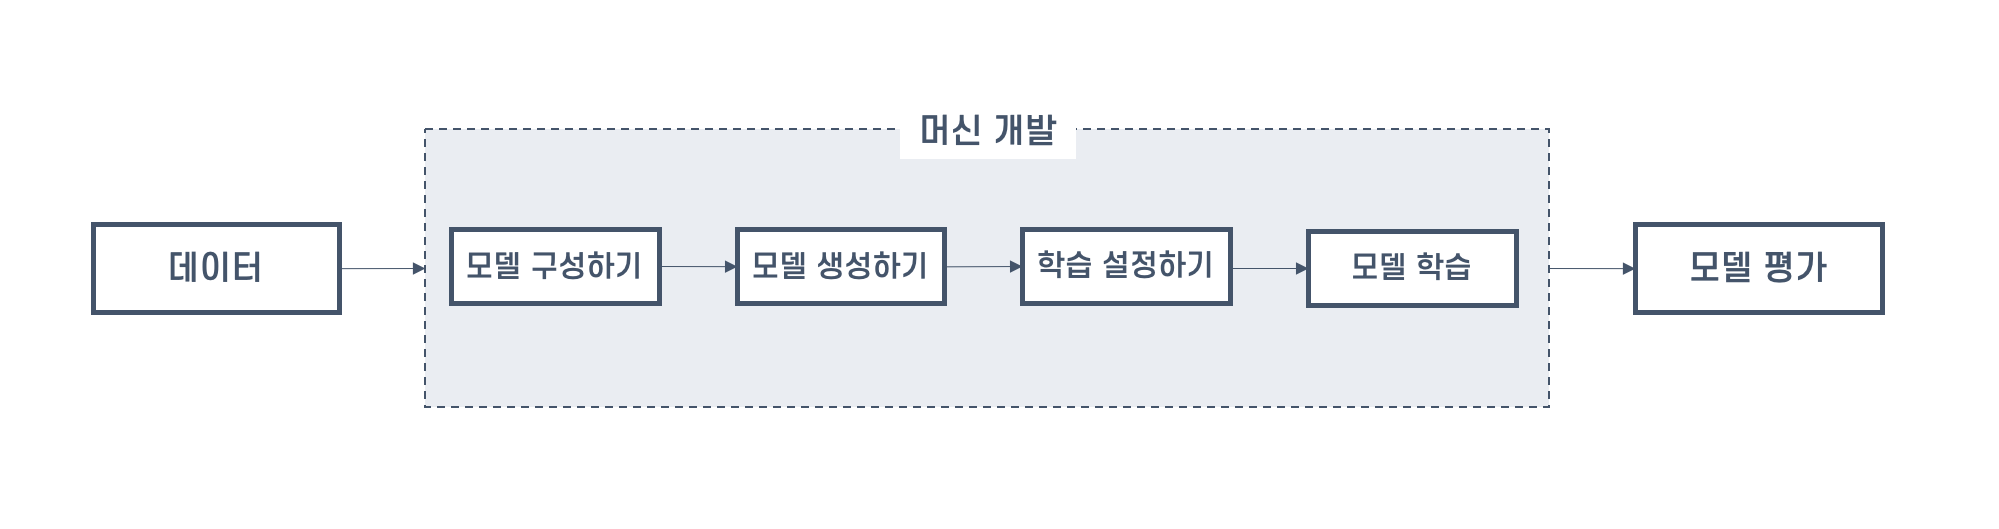 머신 개발
데이터
모델 구성하기
모델 생성하기
학습 설정하기
모델 학습
모델 평가